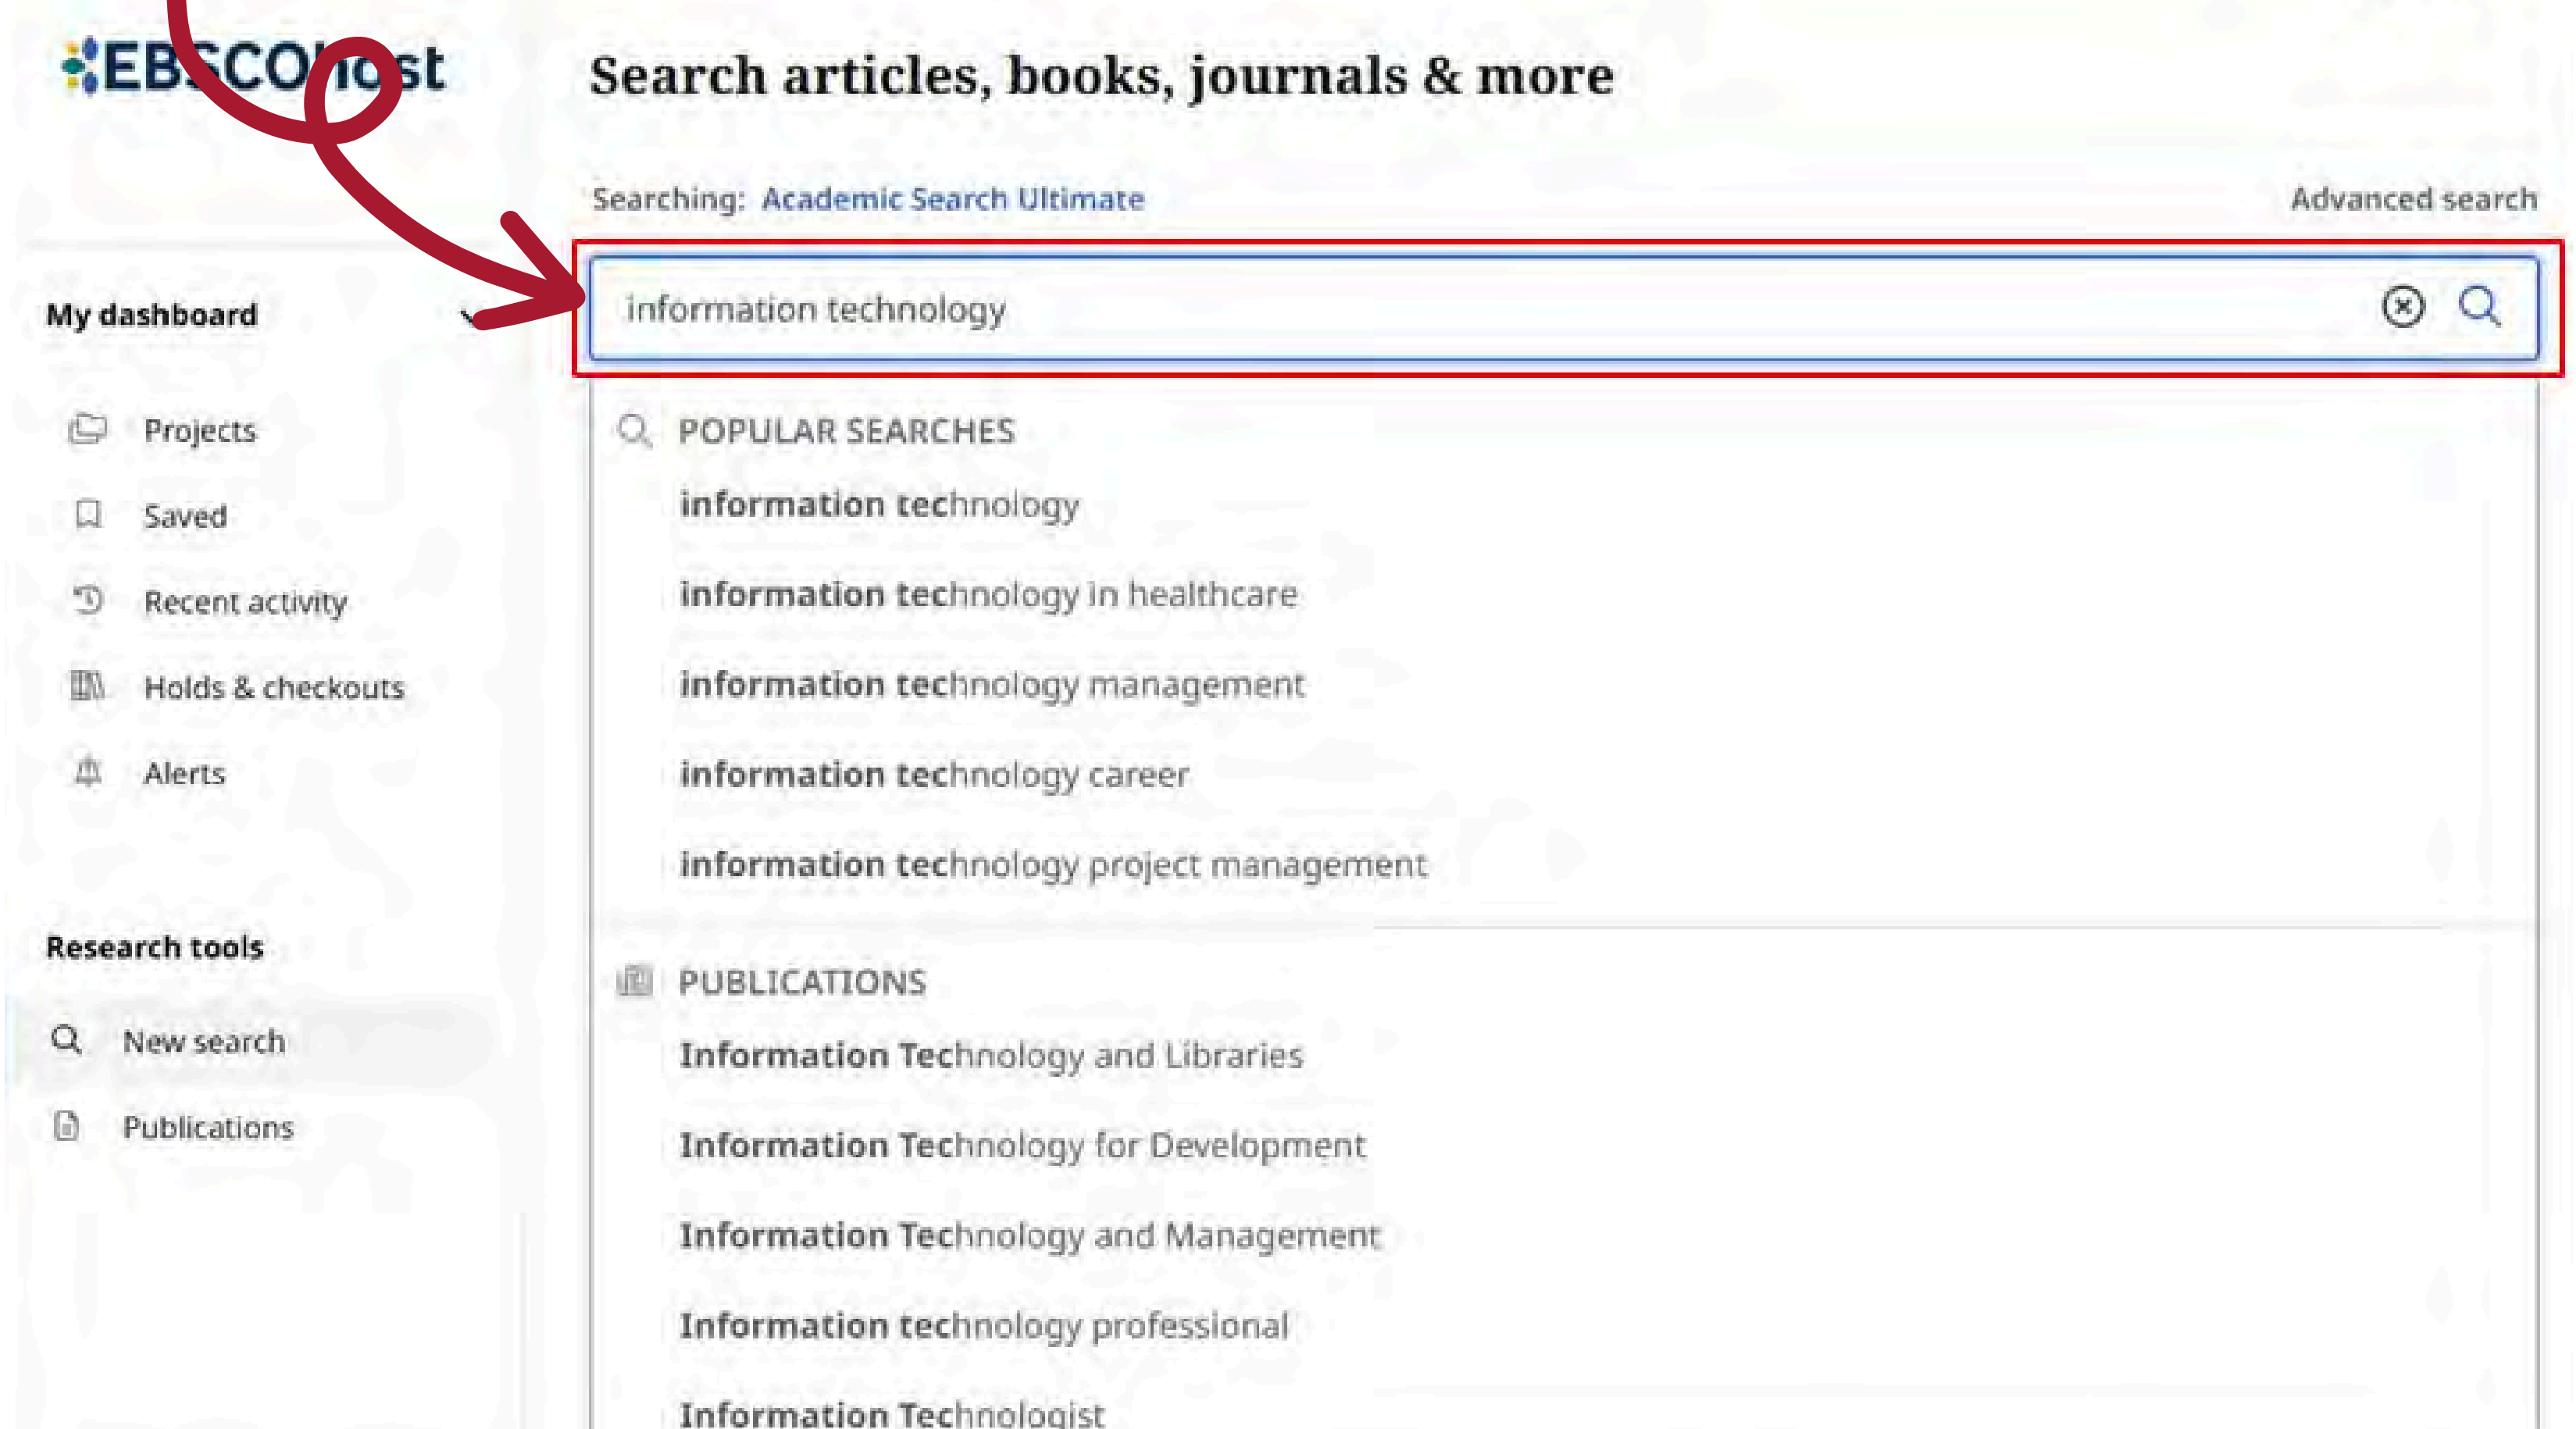 EBSCOhost
Search articles, books, journals & more
Searching: Academic Search Ultimate
Advanced search
information technology
My dashboard
Projects
Saved
Recent activity
Holds & checkouts
Alerts
Research tools
New search
Publications
POPULAR SEARCHES
information technology
information technology in healthcare
information technology management
information technology career
information technology project management
PUBLICATIONS
Information Technology and Libraries
Information Technology for Development
Information Technology and Management
Information technology professional
Information Technologist